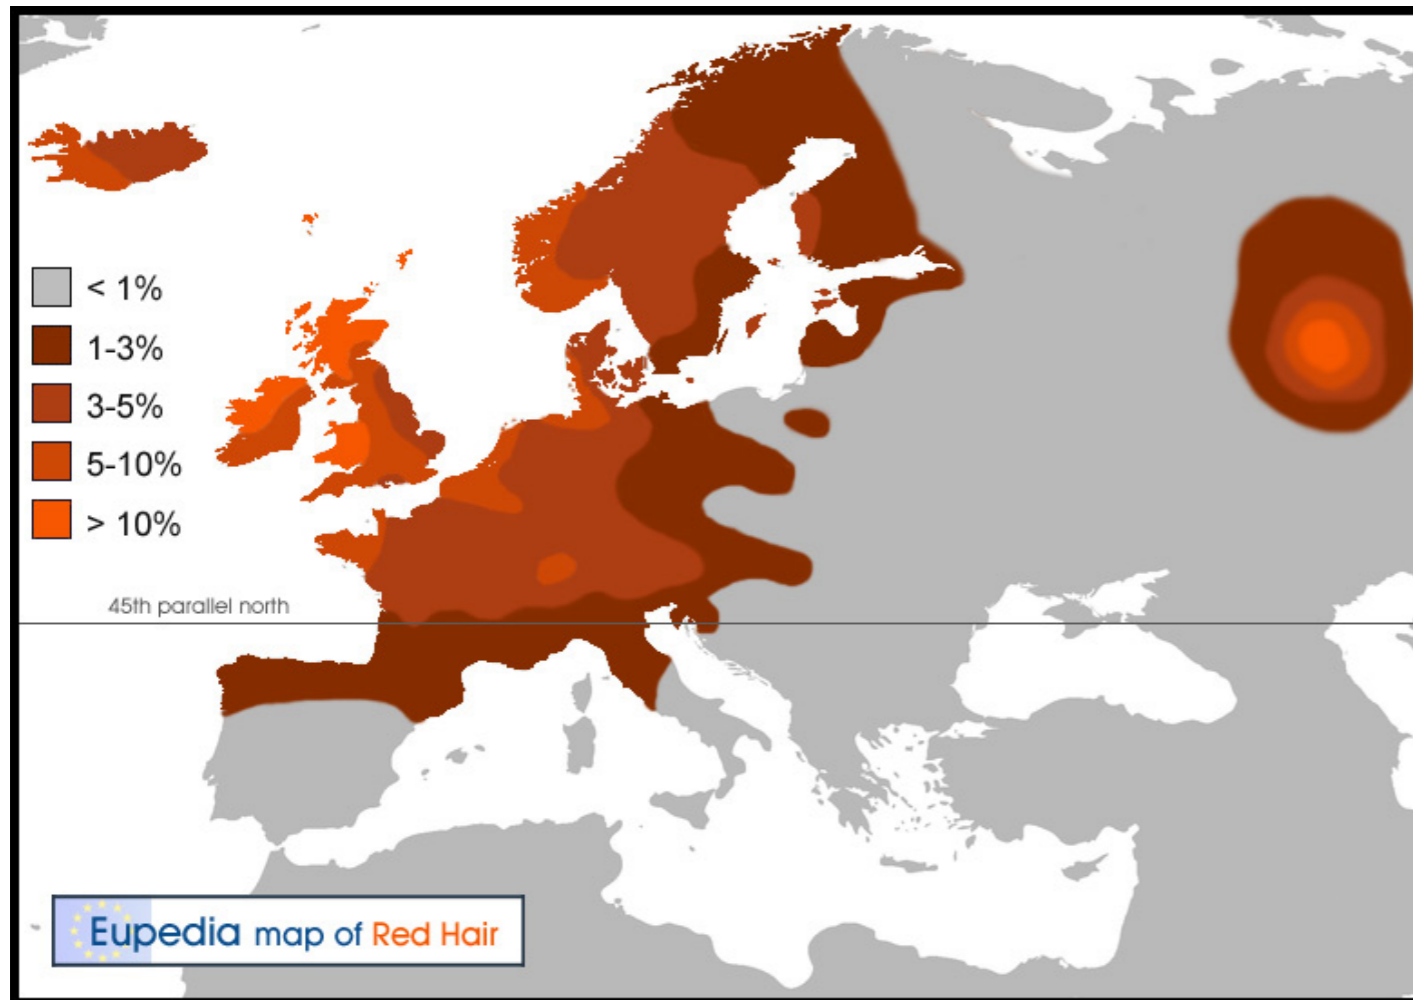 < 1%
1-3%
3-5%
5-10%
> 10%
45th parallel north
Eupedia map of Red Hair